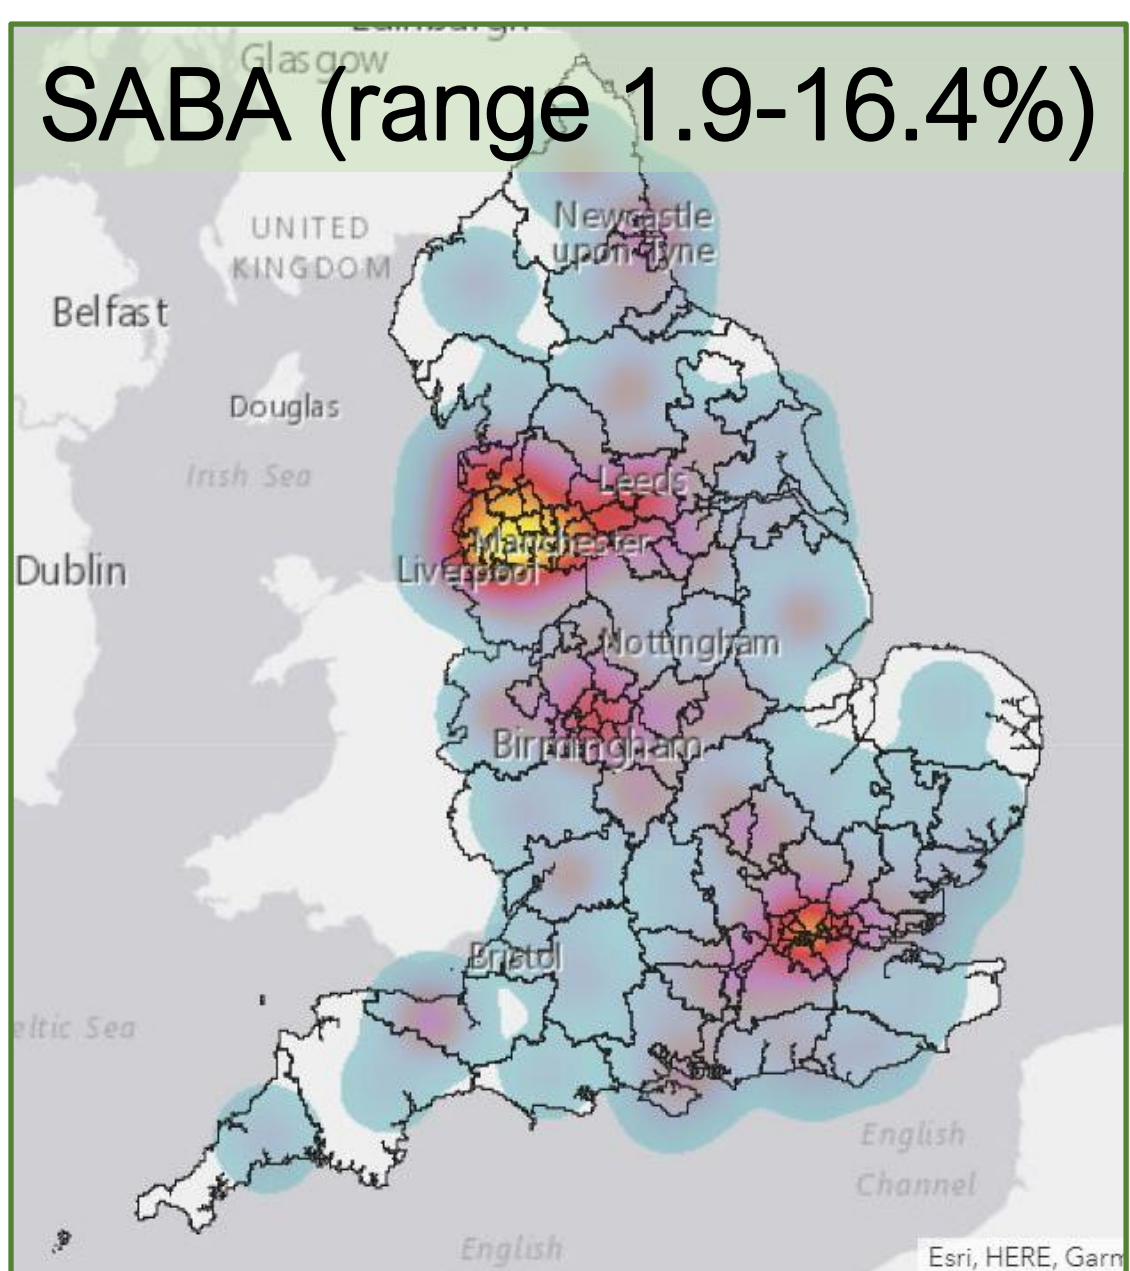 Edinburgh
Glasgow
SABA (range 1.9-16.4%)
UNITED
KINGDOM
Newcastle
upon Tyne
Belfast
Douglas
Irish Sea
Leeds
Manchester
Dublin
Liverpool
Nottingham
Birmingham
Bristol
eltic Sea
English
Channel
English
Esri, HERE, Garm